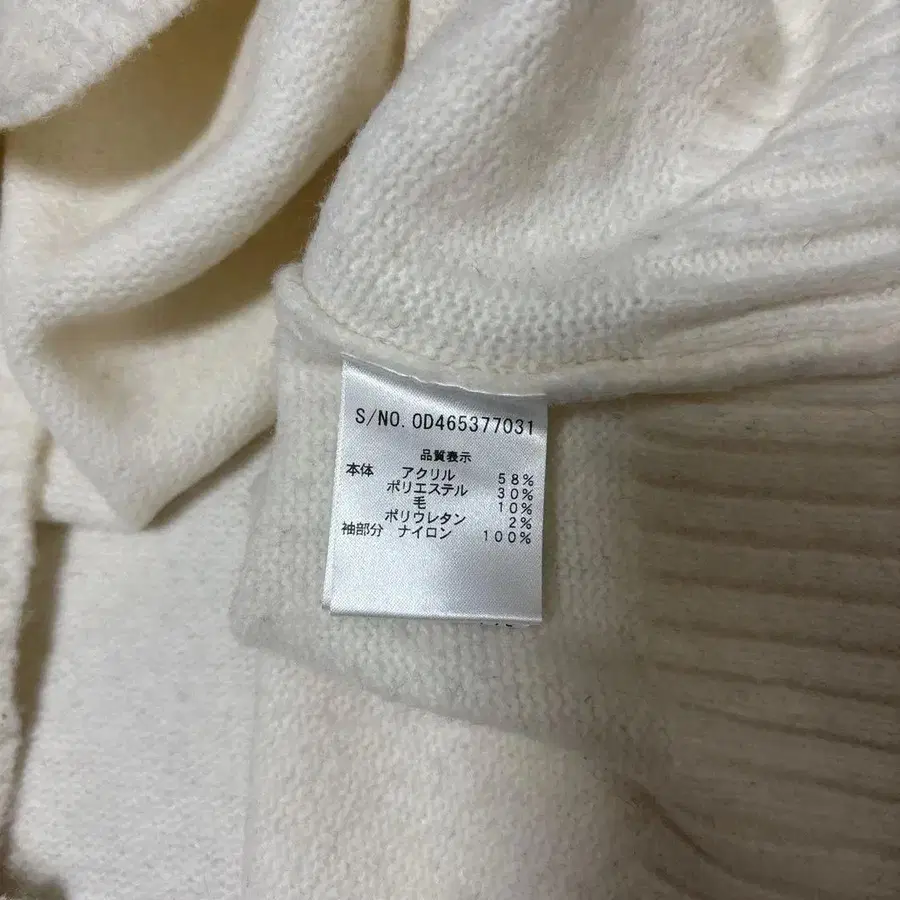 S/NO. 0D465377031
品質表示
本体 アクリル 58%
ポリエステル 30%
毛 10%
ポリウレタン 2%
袖部分 ナイロン 100%